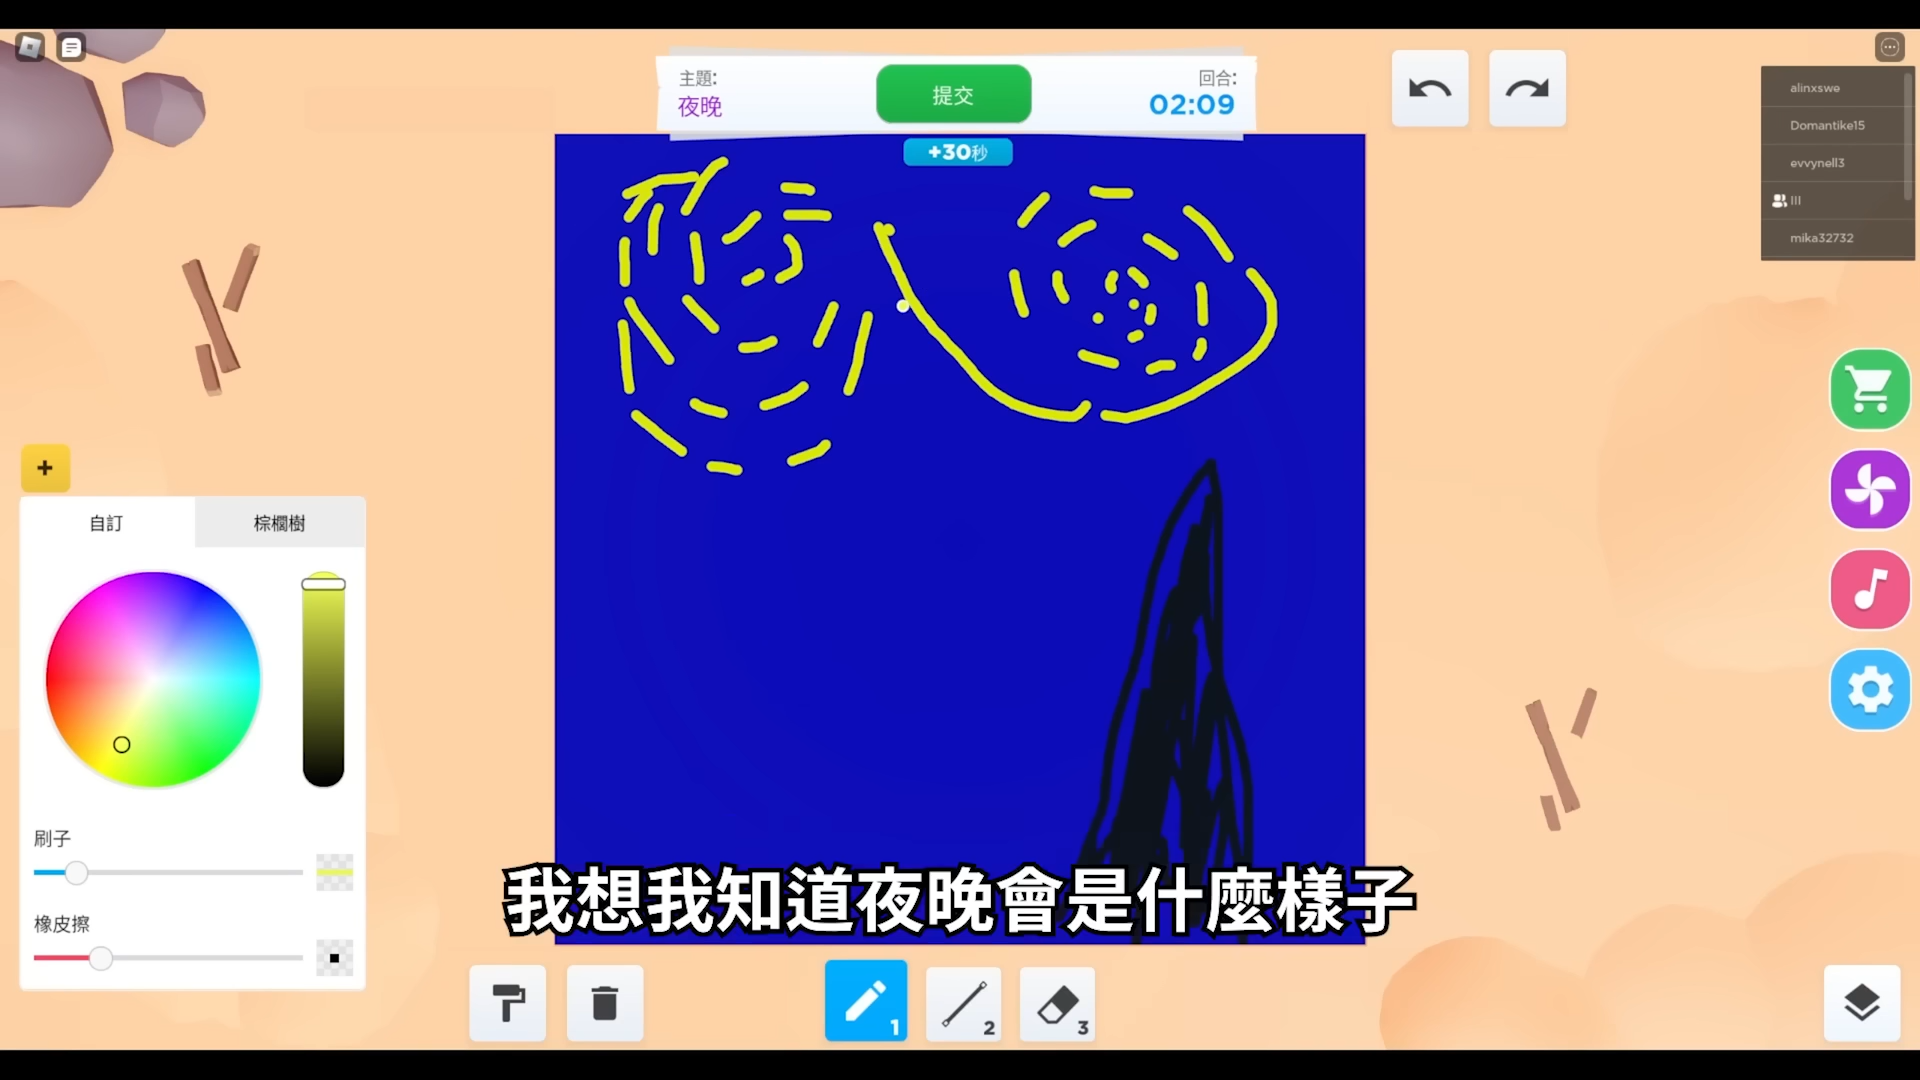 主題:
夜晚
提交
回合:
02:09
+30秒
alinxswe
Domantike15
evvynell3
III
mika32732
+
自訂
棕櫚樹
刷子
橡皮擦
我想我知道夜晚會是什麼樣子
1
2
3